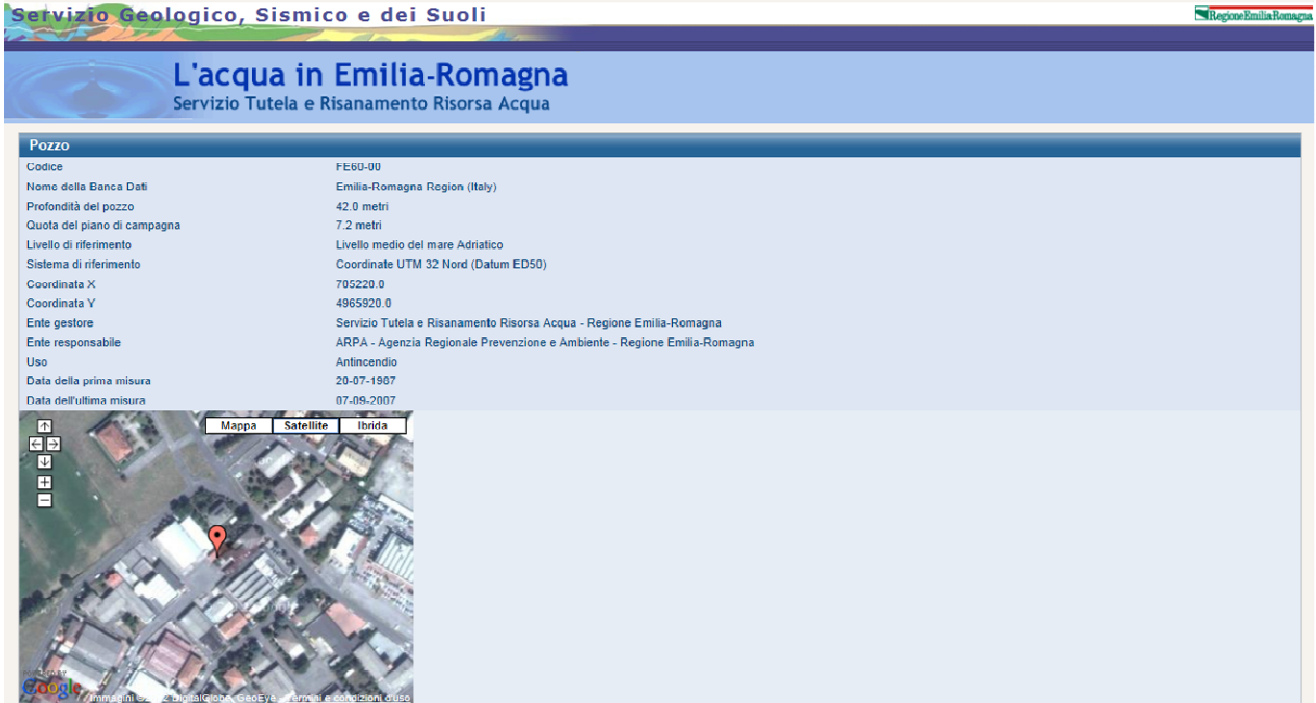 Servizio Geologico, Sismico e dei Suoli
RegioneEmiliaRomagna
L'acqua in Emilia-Romagna
Servizio Tutela e Risanamento Risorsa Acqua
Pozzo
Codice FE60-00
Nome della Banca Dati Emilia-Romagna Region (Italy)
Profondità del pozzo 42.0 metri
Quota del piano di campagna 7.2 metri
Livello di riferimento Livello medio del mare Adriatico
Sistema di riferimento Coordinate UTM 32 Nord (Datum ED50)
Coordinata X 705220.0
Coordinata Y 4965920.0
Ente gestore Servizio Tutela e Risanamento Risorsa Acqua - Regione Emilia-Romagna
Ente responsabile ARPA - Agenzia Regionale Prevenzione e Ambiente - Regione Emilia-Romagna
Uso Antincendio
Data della prima misura 20-07-1987
Data dell'ultima misura 07-09-2007
Mappa Satellite Ibrida
Google
Immagini © DigitalGlobe, GeoEye - Termini e condizioni d'uso